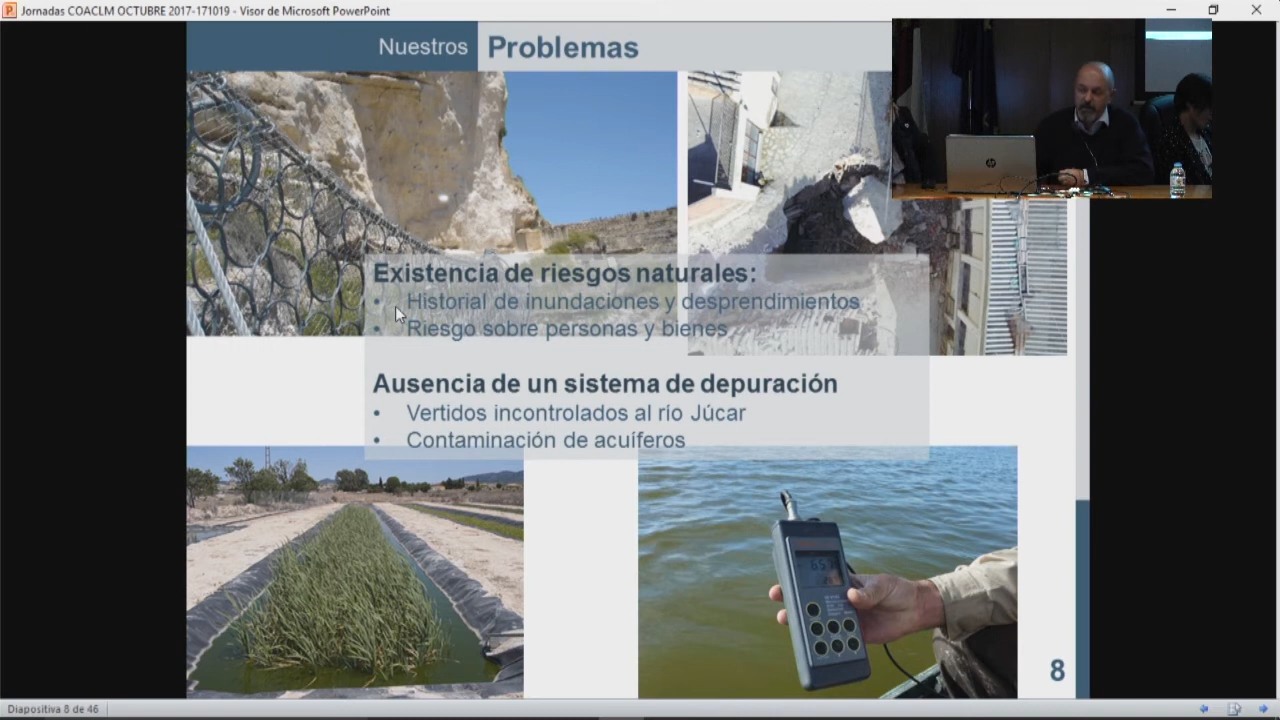 Jornadas COACLM OCTUBRE 2017-171019 - Visor de Microsoft PowerPoint
Nuestros Problemas
Existencia de riesgos naturales:
• Historial de inundaciones y desprendimientos
• Riesgo sobre personas y bienes
Ausencia de un sistema de depuración
• Vertidos incontrolados al río Júcar
• Contaminación de acuíferos
8
Diapositiva 8 de 46